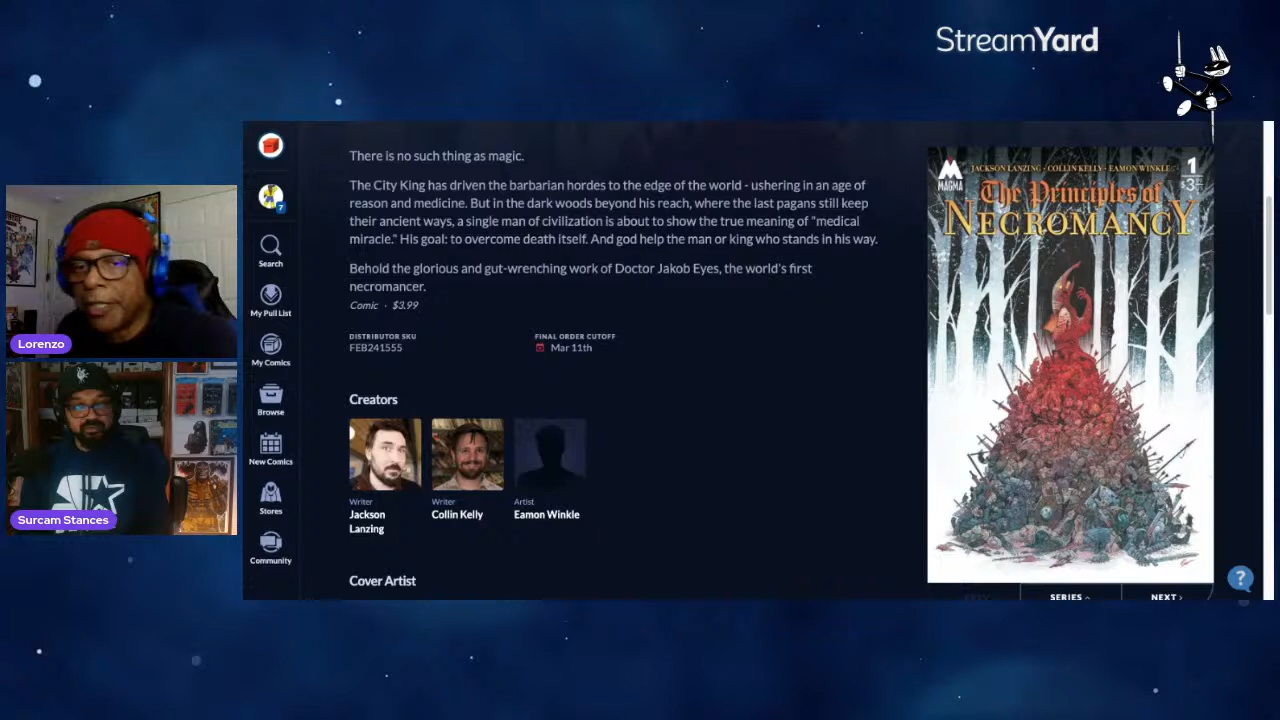 StreamYard
There is no such thing as magic.
The City King has driven the barbarian hordes to the edge of the world - ushering in an age of
reason and medicine. But in the dark woods beyond his reach, where the last pagans still keep
their ancient ways, a single man of civilization is about to show the true meaning of "medical
miracle." His goal: to overcome death itself. And god help the man or king who stands in his way.
Behold the glorious and gut-wrenching work of Doctor Jakob Eyes, the world's first
necromancer.
Comic · $3.99
DISTRIBUTOR SKU
FEB241555
FINAL ORDER CUTOFF
Mar 11th
Creators
Writer
Jackson
Lanzing
Writer
Collin Kelly
Artist
Eamon Winkle
Cover Artist
7
Search
My Pull List
My Comics
Browse
New Comics
Stores
Community
Lorenzo
Surcam Stances
MAGMA
JACKSON LANZING · COLLIN KELLY · EAMON WINKLE
1
The Principles of
NECROMANCY
SERIES
NEXT
?